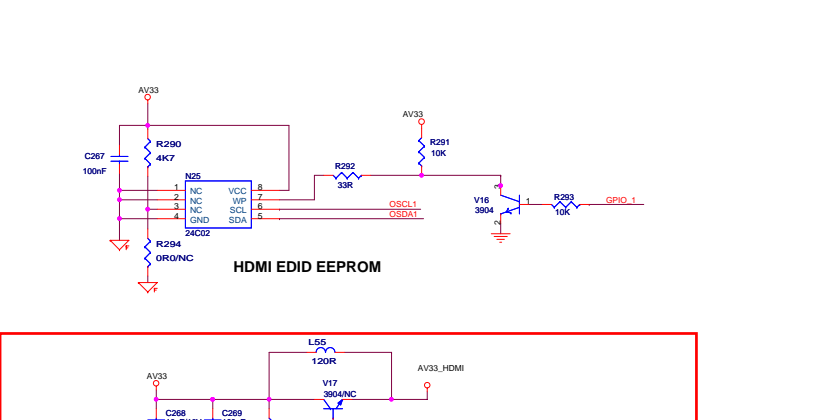 AV33
AV33
R290
4K7
C267
100nF
R291
10K
R292
33R
N25
1 NC VCC 8
2 NC WP 7
3 NC SCL 6 OSCL1
4 GND SDA 5 OSDA1
24C02
R294
0R0/NC
F
F
V16
3904
3
1
2
R293
10K
GPIO_1
HDMI EDID EEPROM
L55
120R
AV33
AV33_HDMI
V17
3904/NC
C268
C269